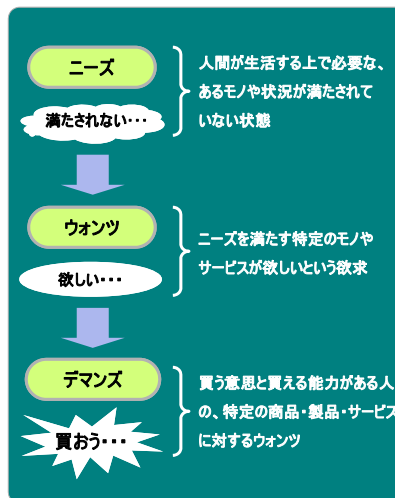 ニーズ
満たされない・・・
人間が生活する上で必要な、
あるモノや状況が満たされて
いない状態
ウォンツ
欲しい・・・
ニーズを満たす特定のモノや
サービスが欲しいという欲求
デマンズ
買おう・・・
買う意思と買える能力がある人
の、特定の商品・製品・サービス
に対するウォンツ